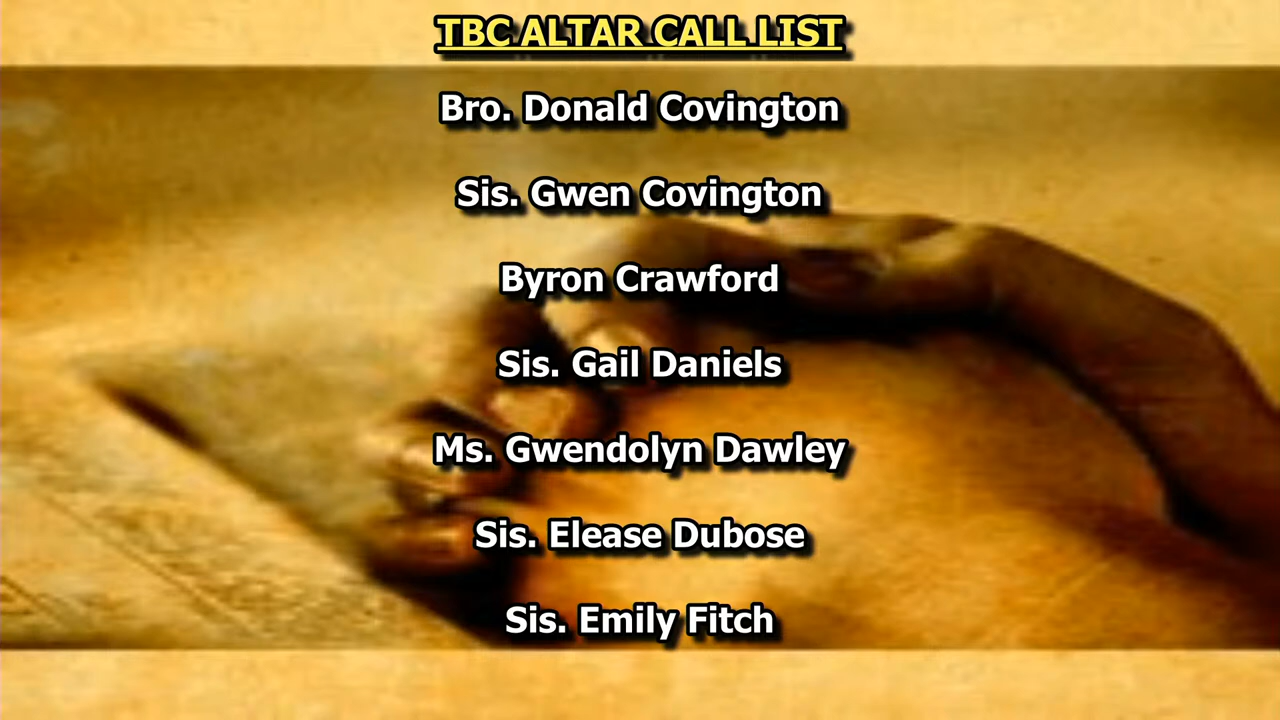 TBC ALTAR CALL LIST
Bro. Donald Covington
Sis. Gwen Covington
Byron Crawford
Sis. Gail Daniels
Ms. Gwendolyn Dawley
Sis. Elease Dubose
Sis. Emily Fitch